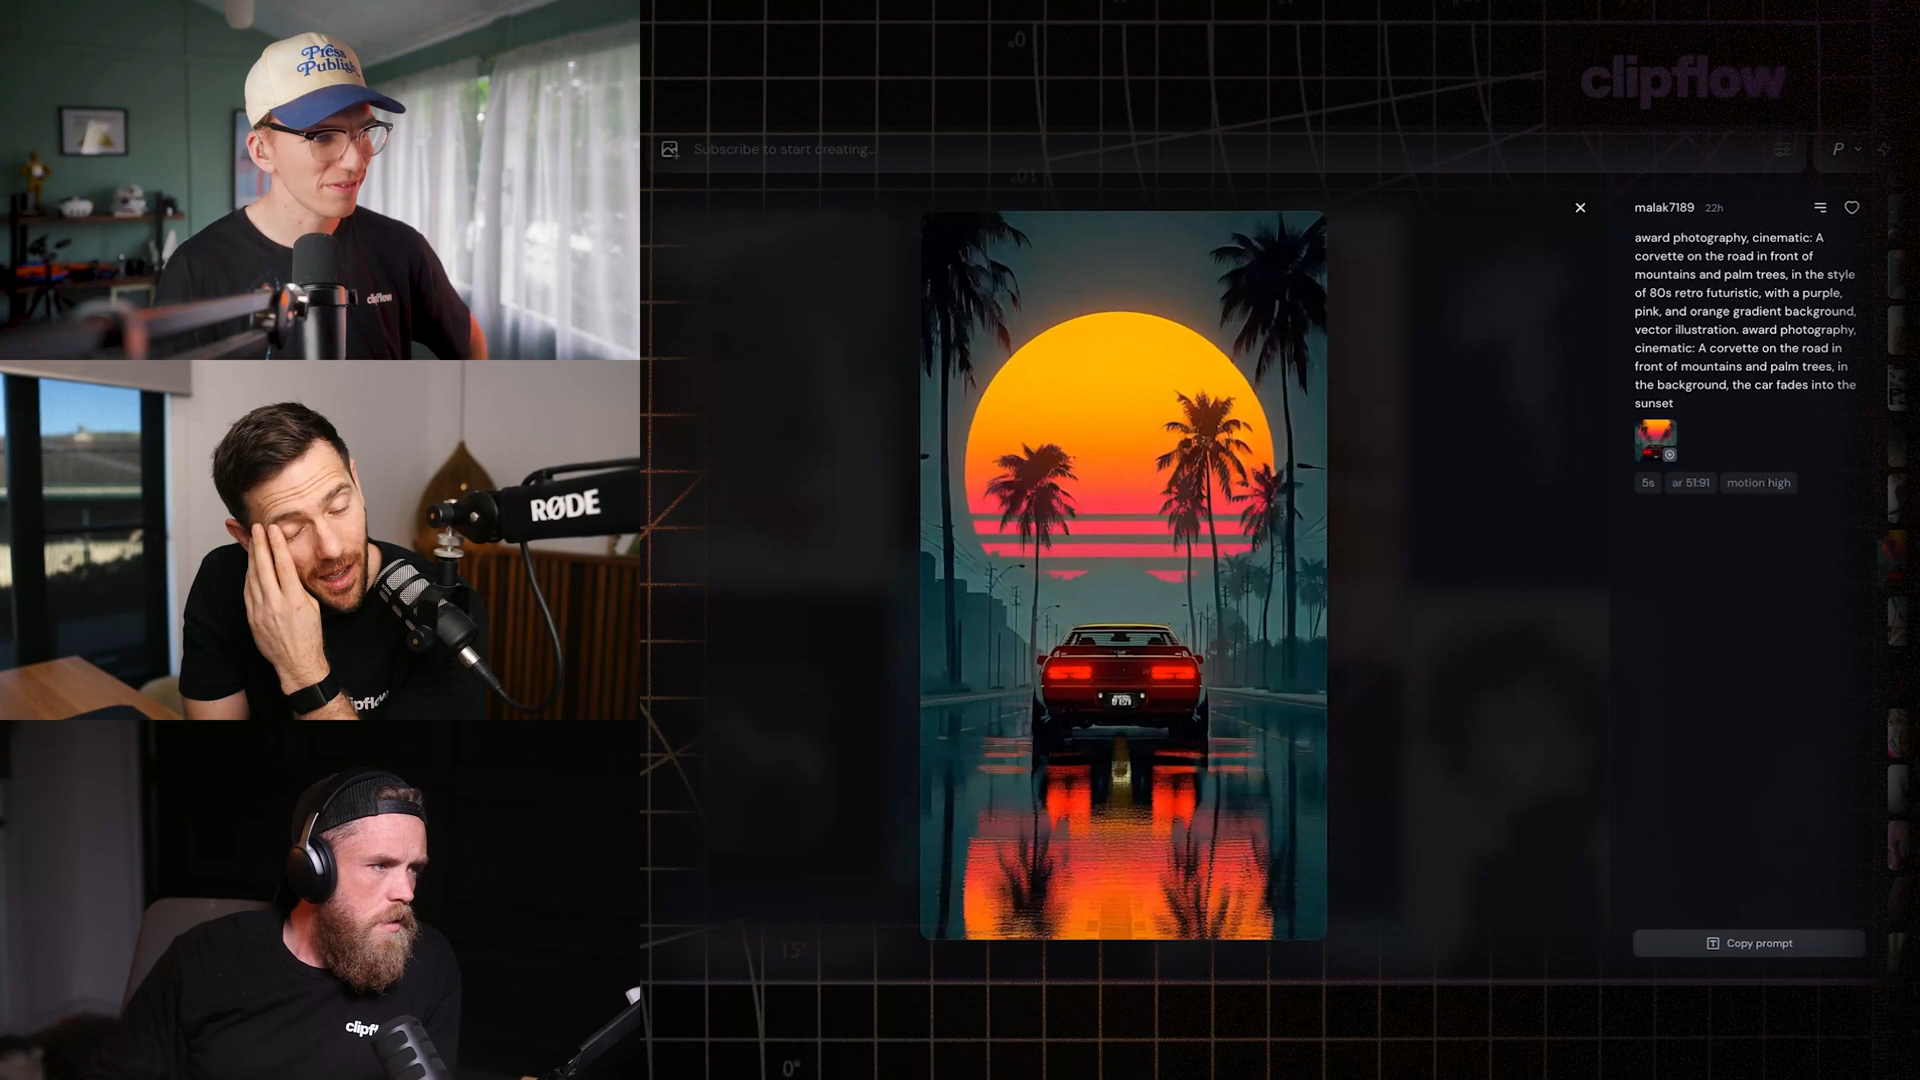 Press
Publish
clipflow
RØDE
clipflow
Subscribe to start creating...
P
malak7189 22h
award photography, cinematic: A
corvette on the road in front of
mountains and palm trees, in the style
of 80s retro futuristic, with a purple,
pink, and orange gradient background,
vector illustration. award photography,
cinematic: A corvette on the road in
front of mountains and palm trees, in
the background, the car fades into the
sunset
5s ar 51:91 motion high
Copy prompt
15°
0°